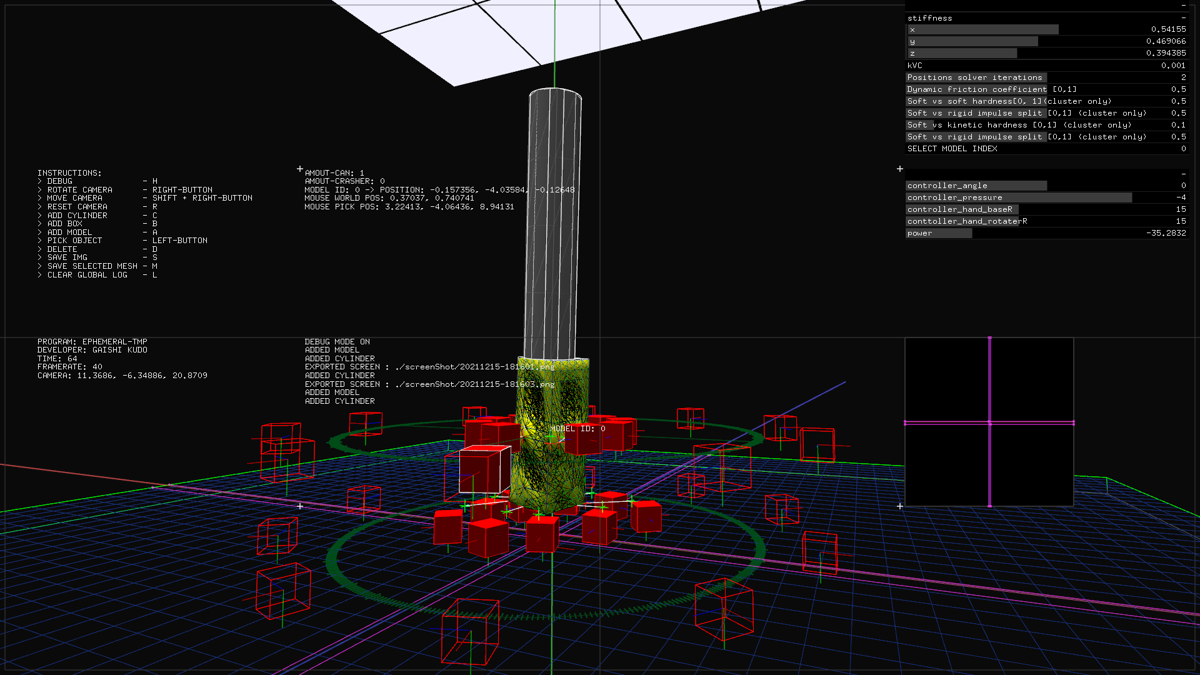 INSTRUCTIONS:
> DEBUG - H
> ROTATE CAMERA - RIGHT-BUTTON
> MOVE CAMERA - SHIFT + RIGHT-BUTTON
> RESET CAMERA - R
> ADD CYLINDER - C
> ADD BOX - B
> ADD MODEL - A
> PICK OBJECT - LEFT-BUTTON
> DELETE - D
> SAVE IMG - S
> SAVE SELECTED MESH - M
> CLEAR GLOBAL LOG - L
AMOUT-CAN: 1
AMOUT-CRASHER: 0
MODEL ID: 0 -> POSITION: -0.157356, -4.03584, -0.12648
MOUSE WORLD POS: 0.37037, 0.740741
MOUSE PICK POS: 3.22413, -4.06436, 8.94131
PROGRAM: EPHEMERAL-TMP
DEVELOPER: GAISHI KUDO
TIME: 64
FRAMERATE: 40
CAMERA: 11.3686, -6.34886, 20.8709
DEBUG MODE ON
ADDED MODEL
ADDED CYLINDER
EXPORTED SCREEN : ./screenShot/20211215-181601.png
ADDED CYLINDER
EXPORTED SCREEN : ./screenShot/20211215-181603.png
ADDED MODEL
ADDED CYLINDER
MODEL ID: 0
-
stiffness -
x 0.54155
y 0.469066
z 0.394385
kVC 0.001
Positions solver iterations 2
Dynamic friction coefficient [0,1] 0.5
Soft vs soft hardness[0, 1](cluster only) 0.5
Soft vs rigid impulse split [0,1] (cluster only) 0.5
Soft vs kinetic hardness [0,1] (cluster only) 0.1
Soft vs rigid impulse split [0,1] (cluster only) 0.5
SELECT MODEL INDEX 0
-
controller_angle 0
controller_pressure -4
controller_hand_baseR 15
conttoller_hand_rotaterR 15
power -35.2832